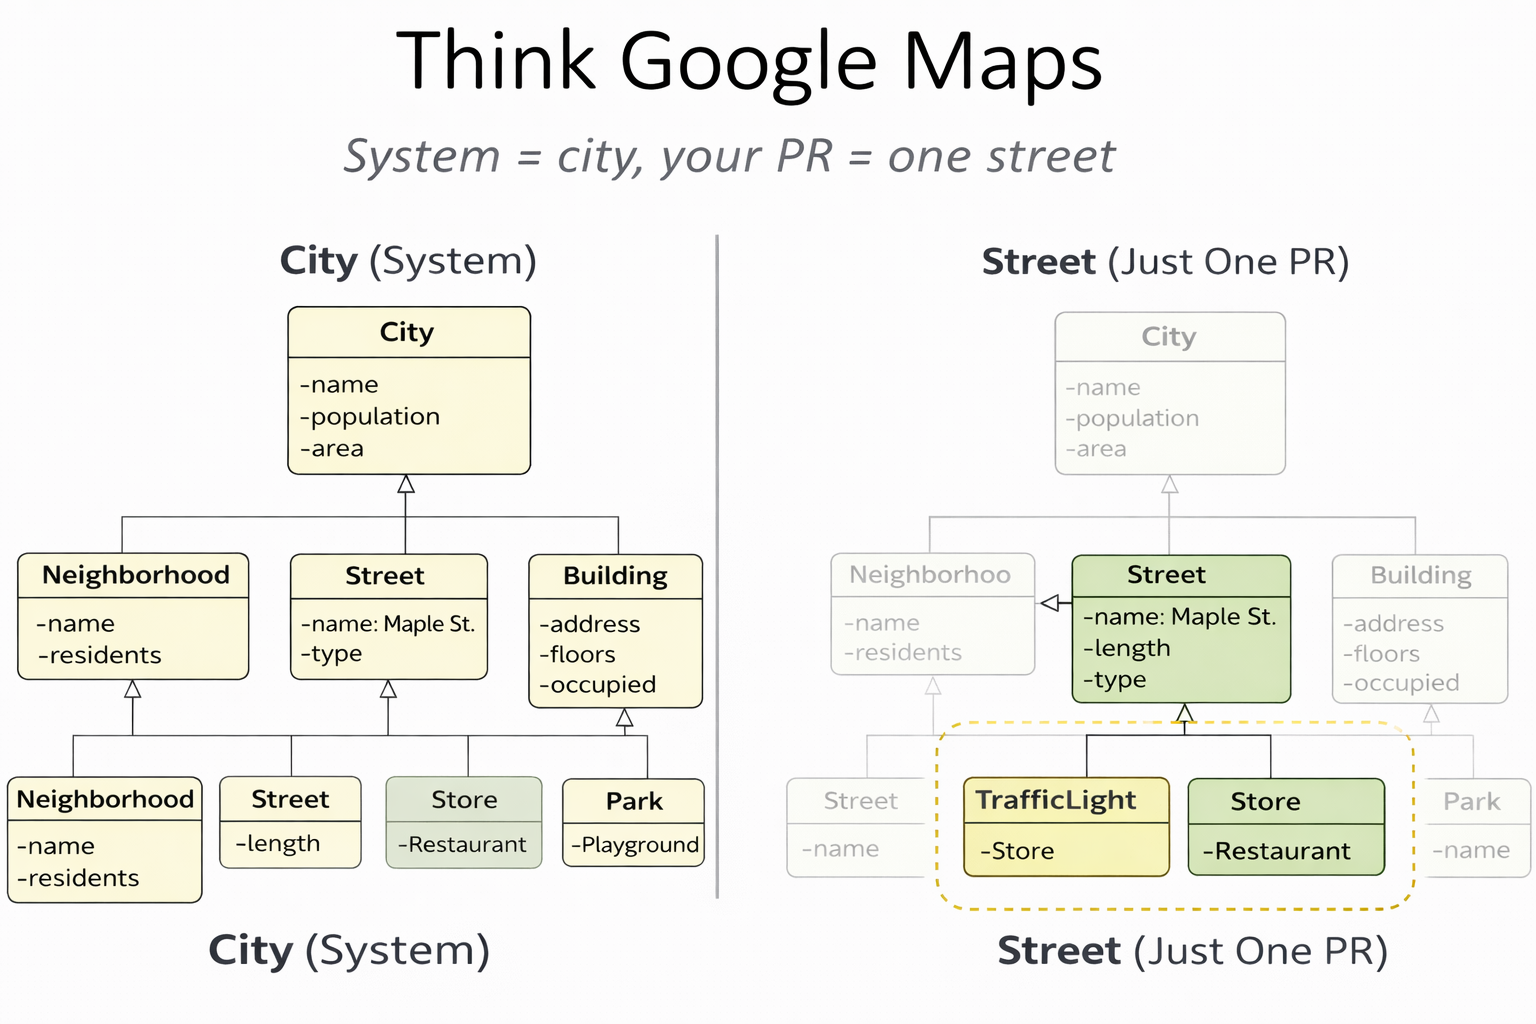 Think Google Maps
System = city, your PR = one street
City (System)
City
-name
-population
-area
Neighborhood
-name
-residents
Street
-name: Maple St.
-type
Building
-address
-floors
-occupied
Neighborhood
-name
-residents
Street
-length
Store
-Restaurant
Park
-Playground
City (System)
Street (Just One PR)
City
-name
-population
-area
Neighborhoo
-name
-residents
Street
-name: Maple St.
-length
-type
Building
-address
-floors
-occupied
Street
-name
TrafficLight
-Store
Store
-Restaurant
Park
-name
Street (Just One PR)